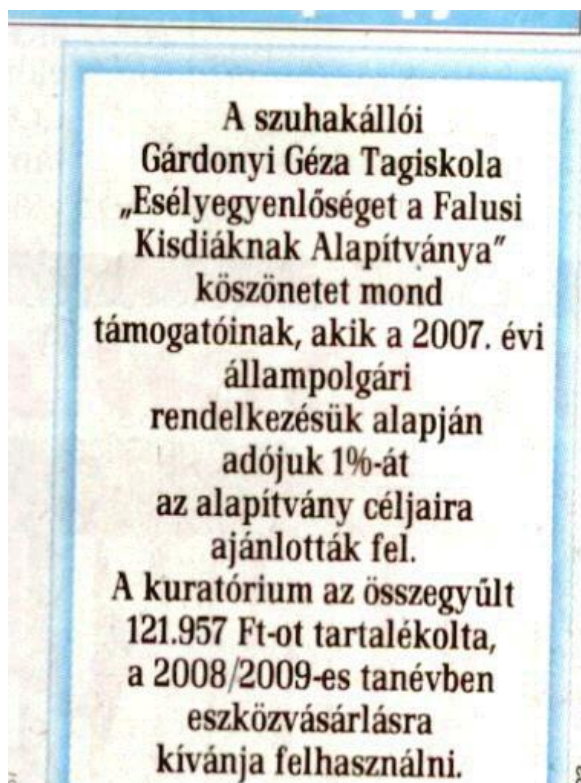 A szuhakállói
Gárdonyi Géza Tagiskola
„Esélyegyenlőséget a Falusi
Kisdiáknak Alapítványa”
köszönetet mond
támogatóinak, akik a 2007. évi
állampolgári
rendelkezésük alapján
adójuk 1%-át
az alapítvány céljaira
ajánlották fel.
A kuratórium az összegyűlt
121.957 Ft-ot tartalékolta,
a 2008/2009-es tanévben
eszközvásárlásra
kívánja felhasználni.